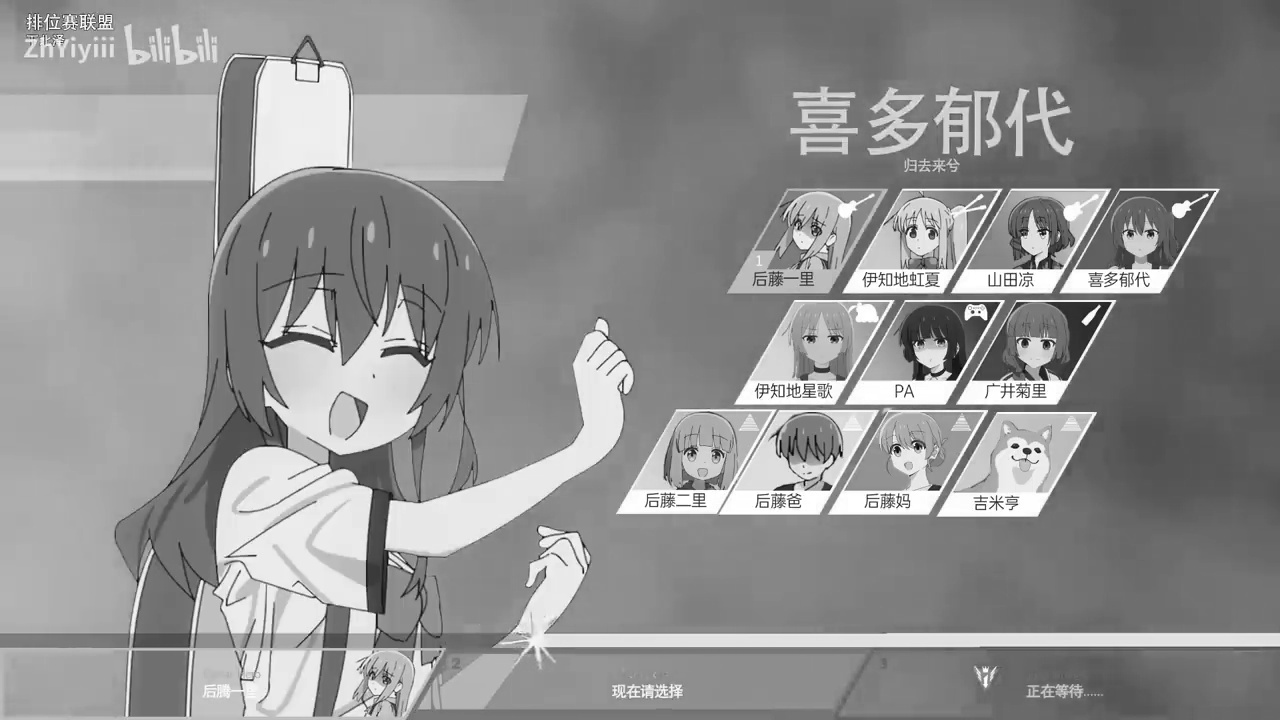 排位赛联盟
ZhYiyiii bilibili
喜多郁代
归去来兮
1
后藤一里
伊知地虹夏
山田凉
喜多郁代
伊知地星歌
PA
广井菊里
后藤二里
后藤爸
后藤妈
吉米亨
后腾一里
2
现在请选择
3
正在等待......